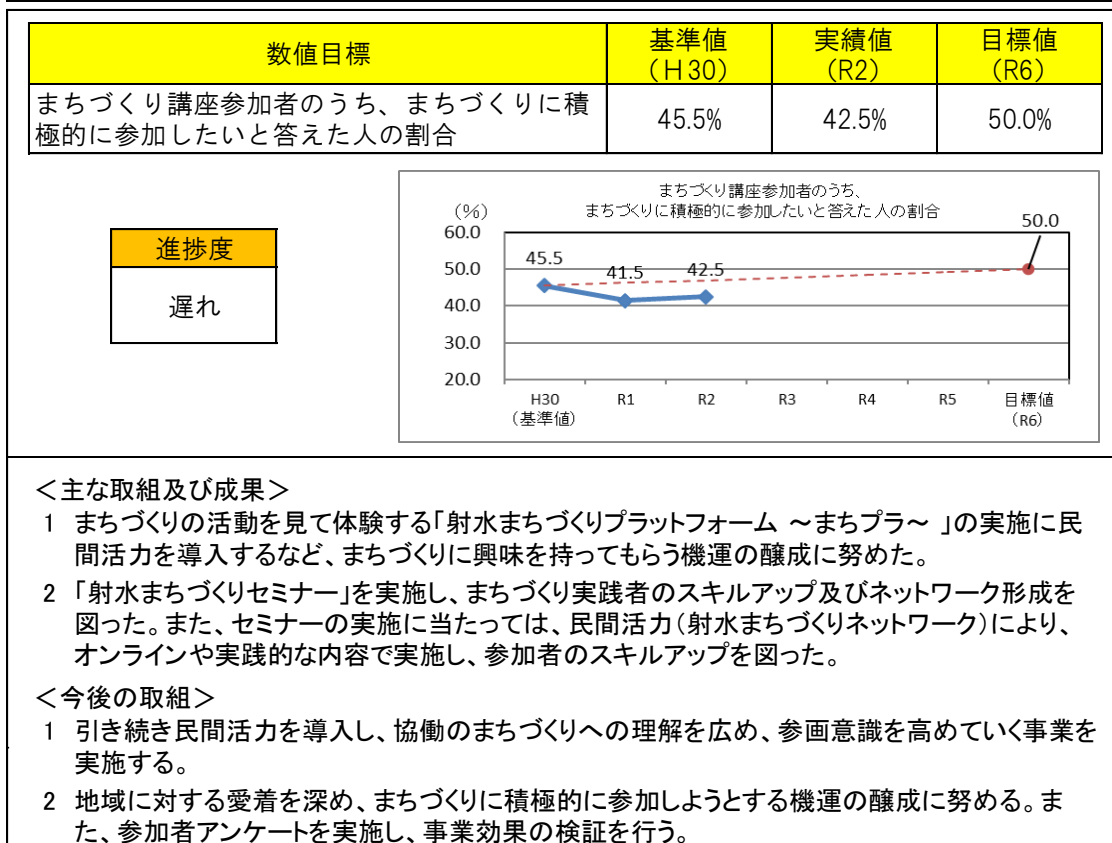 数値目標
基準値
（H30）
実績値
（R2）
目標値
（R6）
まちづくり講座参加者のうち、まちづくりに積
極的に参加したいと答えた人の割合
45.5%
42.5%
50.0%
進捗度
遅れ
まちづくり講座参加者のうち、
まちづくりに積極的に参加したいと答えた人の割合
（%）
60.0
50.0
40.0
30.0
20.0
45.5
41.5
42.5
50.0
H30
（基準値）
R1
R2
R3
R4
R5
目標値
（R6）
＜主な取組及び成果＞
1 まちづくりの活動を見て体験する「射水まちづくりプラットフォーム ～まちプラ～ 」の実施に民
間活力を導入するなど、まちづくりに興味を持ってもらう機運の醸成に努めた。
2 「射水まちづくりセミナー」を実施し、まちづくり実践者のスキルアップ及びネットワーク形成を
図った。また、セミナーの実施に当たっては、民間活力（射水まちづくりネットワーク）により、
オンラインや実践的な内容で実施し、参加者のスキルアップを図った。
＜今後の取組＞
1 引き続き民間活力を導入し、協働のまちづくりへの理解を広め、参画意識を高めていく事業を
実施する。
2 地域に対する愛着を深め、まちづくりに積極的に参加しようとする機運の醸成に努める。ま
た、参加者アンケートを実施し、事業効果の検証を行う。